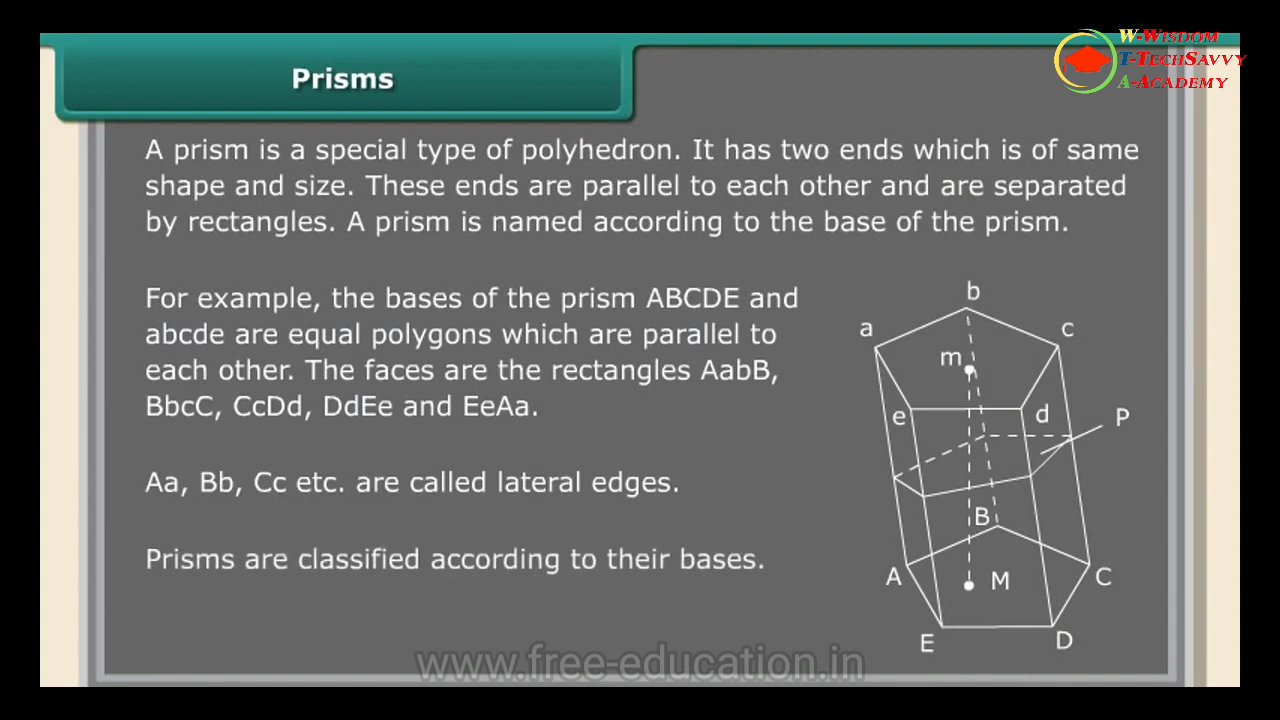 W-Wisdom
T-TechSavvy
A-Academy
Prisms
A prism is a special type of polyhedron. It has two ends which is of same
shape and size. These ends are parallel to each other and are separated
by rectangles. A prism is named according to the base of the prism.
For example, the bases of the prism ABCDE and
abcde are equal polygons which are parallel to
each other. The faces are the rectangles AabB,
BbcC, CcDd, DdEe and EeAa.
Aa, Bb, Cc etc. are called lateral edges.
Prisms are classified according to their bases.
b
a
c
m
e
d
P
B
A
M
C
E
D
www.free-education.in